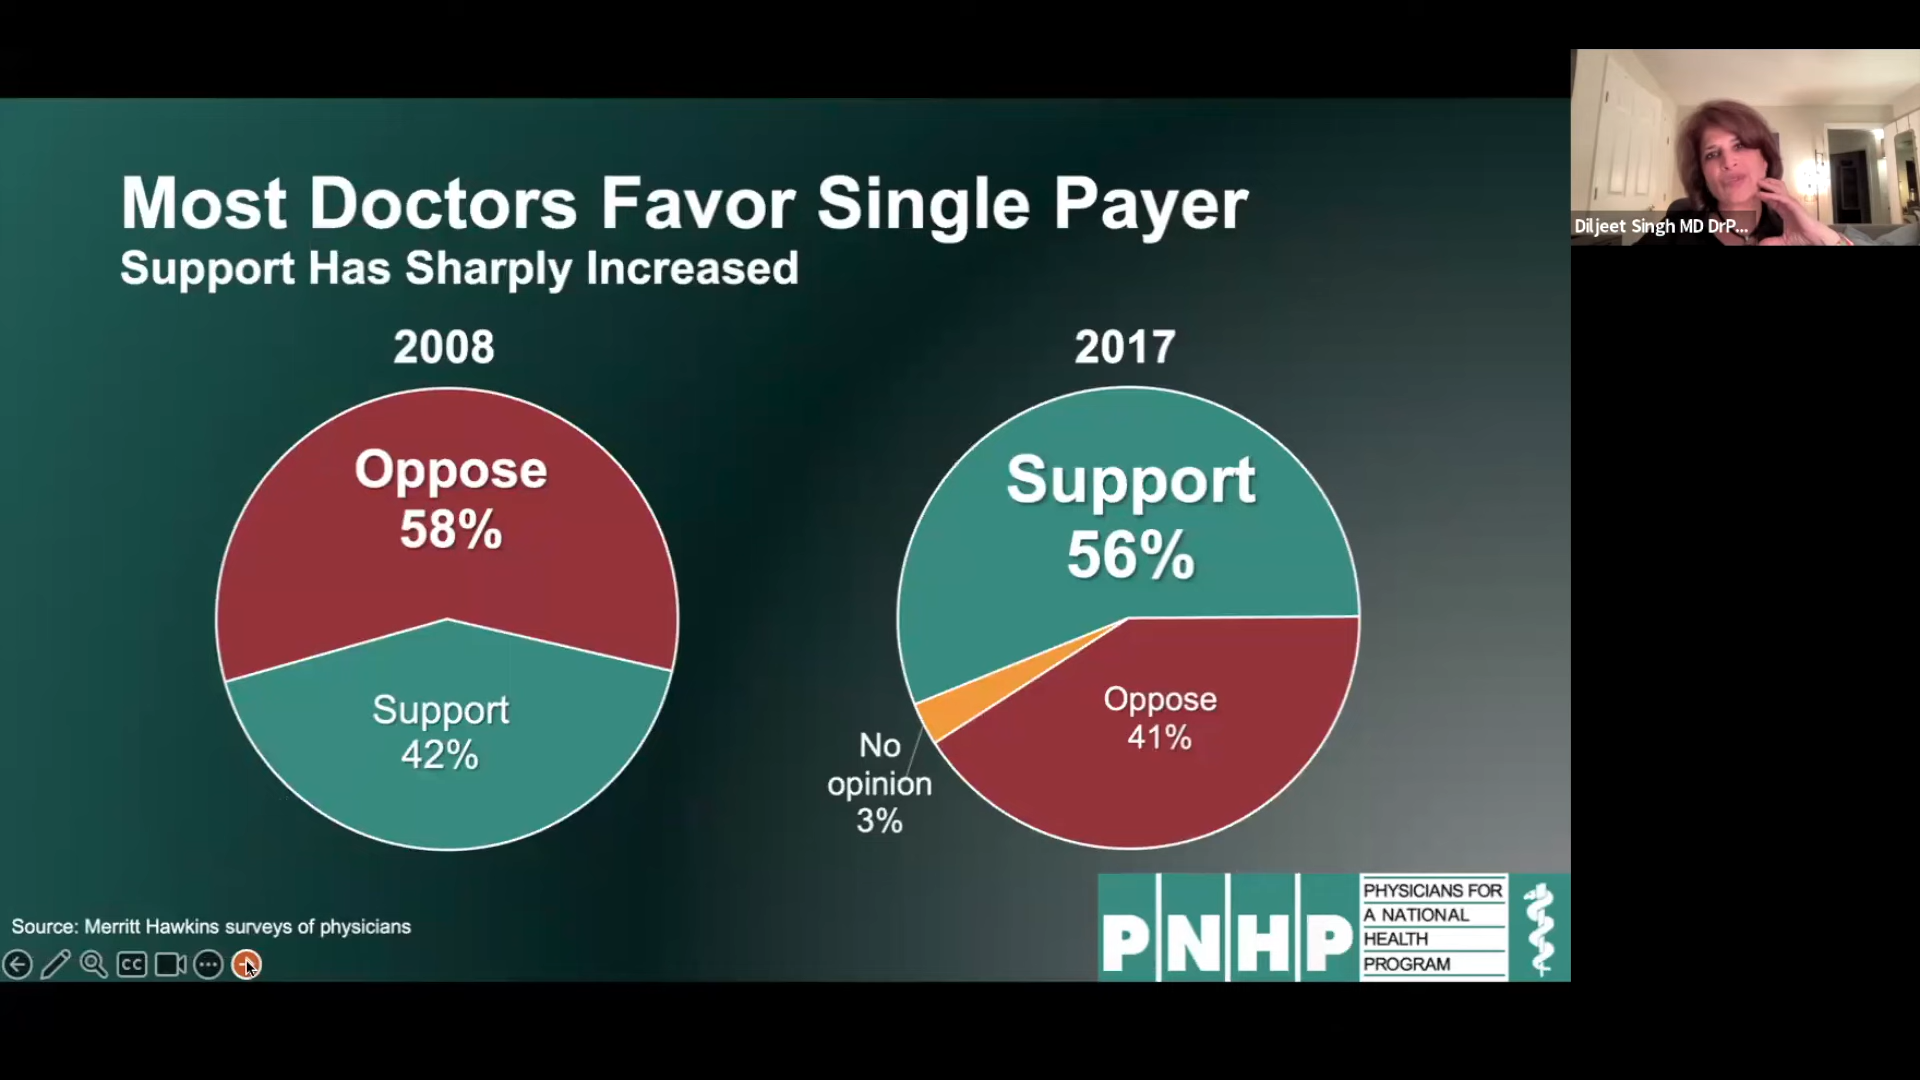 Most Doctors Favor Single Payer
Support Has Sharply Increased
2008
Oppose
58%
Support
42%
2017
Support
56%
Oppose
41%
No
opinion
3%
Source: Merritt Hawkins surveys of physicians
CC
PNHP
PHYSICIANS FOR
A NATIONAL
HEALTH
PROGRAM
Diljeet Singh MD DrP...